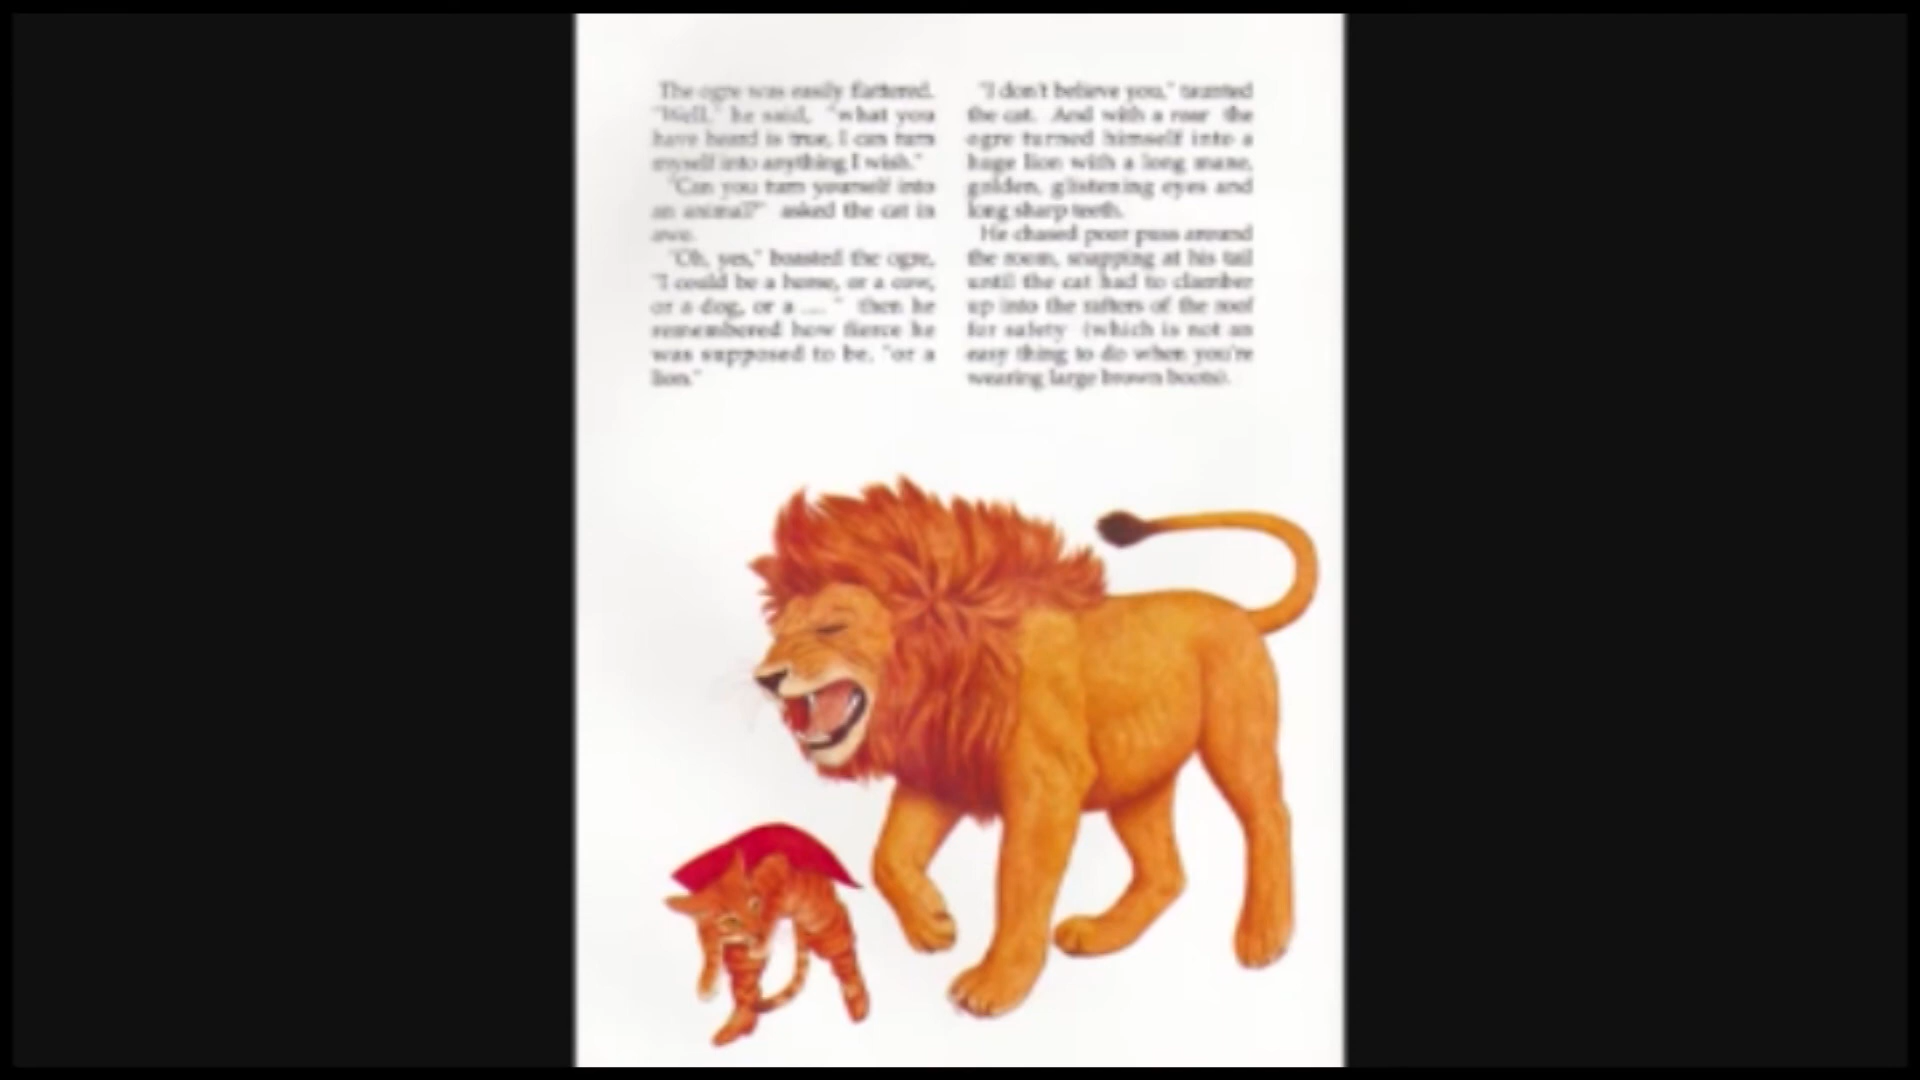 The ogre was easily flattered.
"Well," he said, "what you
have heard is true, I can turn
myself into anything I wish."
"Can you turn yourself into
an animal?" asked the cat in
awe.
"Oh, yes," boasted the ogre,
"I could be a horse, or a cow,
or a dog, or a .... " then he
remembered how fierce he
was supposed to be, "or a
lion."
"I don't believe you," taunted
the cat. And with a roar the
ogre turned himself into a
huge lion with a long mane,
golden, glistening eyes and
long sharp teeth.
He chased poor puss around
the room, snapping at his tail
until the cat had to clamber
up into the rafters of the roof
for safety (which is not an
easy thing to do when you're
wearing large brown boots).